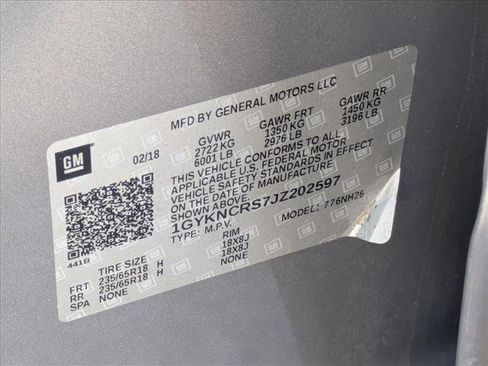 MFD BY GENERAL MOTORS LLC
GM 02/18 GVWR GAWR FRT GAWR RR
2722 KG 1350 KG 1450 KG
6001 LB 2976 LB 3196 LB
THIS VEHICLE CONFORMS TO ALL
APPLICABLE U.S. FEDERAL MOTOR
VEHICLE SAFETY STANDARDS IN EFFECT
ON THE DATE OF MANUFACTURE
SHOWN ABOVE.
1GYKNCRS7JZ202597
TYPE: M.P.V. MODEL: 776NH26
441B
TIRE SIZE RIM
FRT 235/65R18 H 18X8J
RR 235/65R18 H 18X8J
SPA NONE NONE